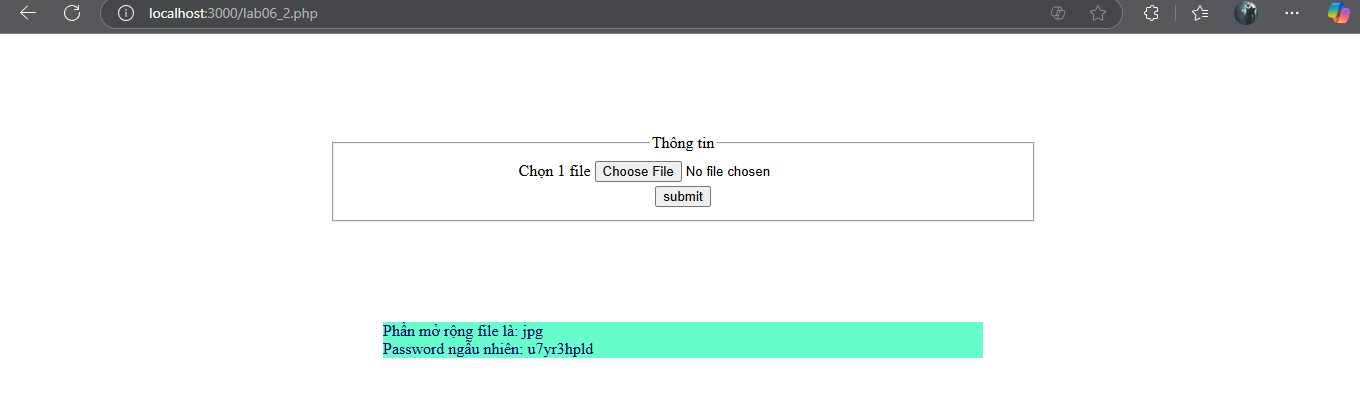 localhost:3000/lab06_2.php
Thông tin
Chọn 1 file Choose File No file chosen
submit
Phần mở rộng file là: jpg
Password ngẫu nhiên: u7yr3hpld